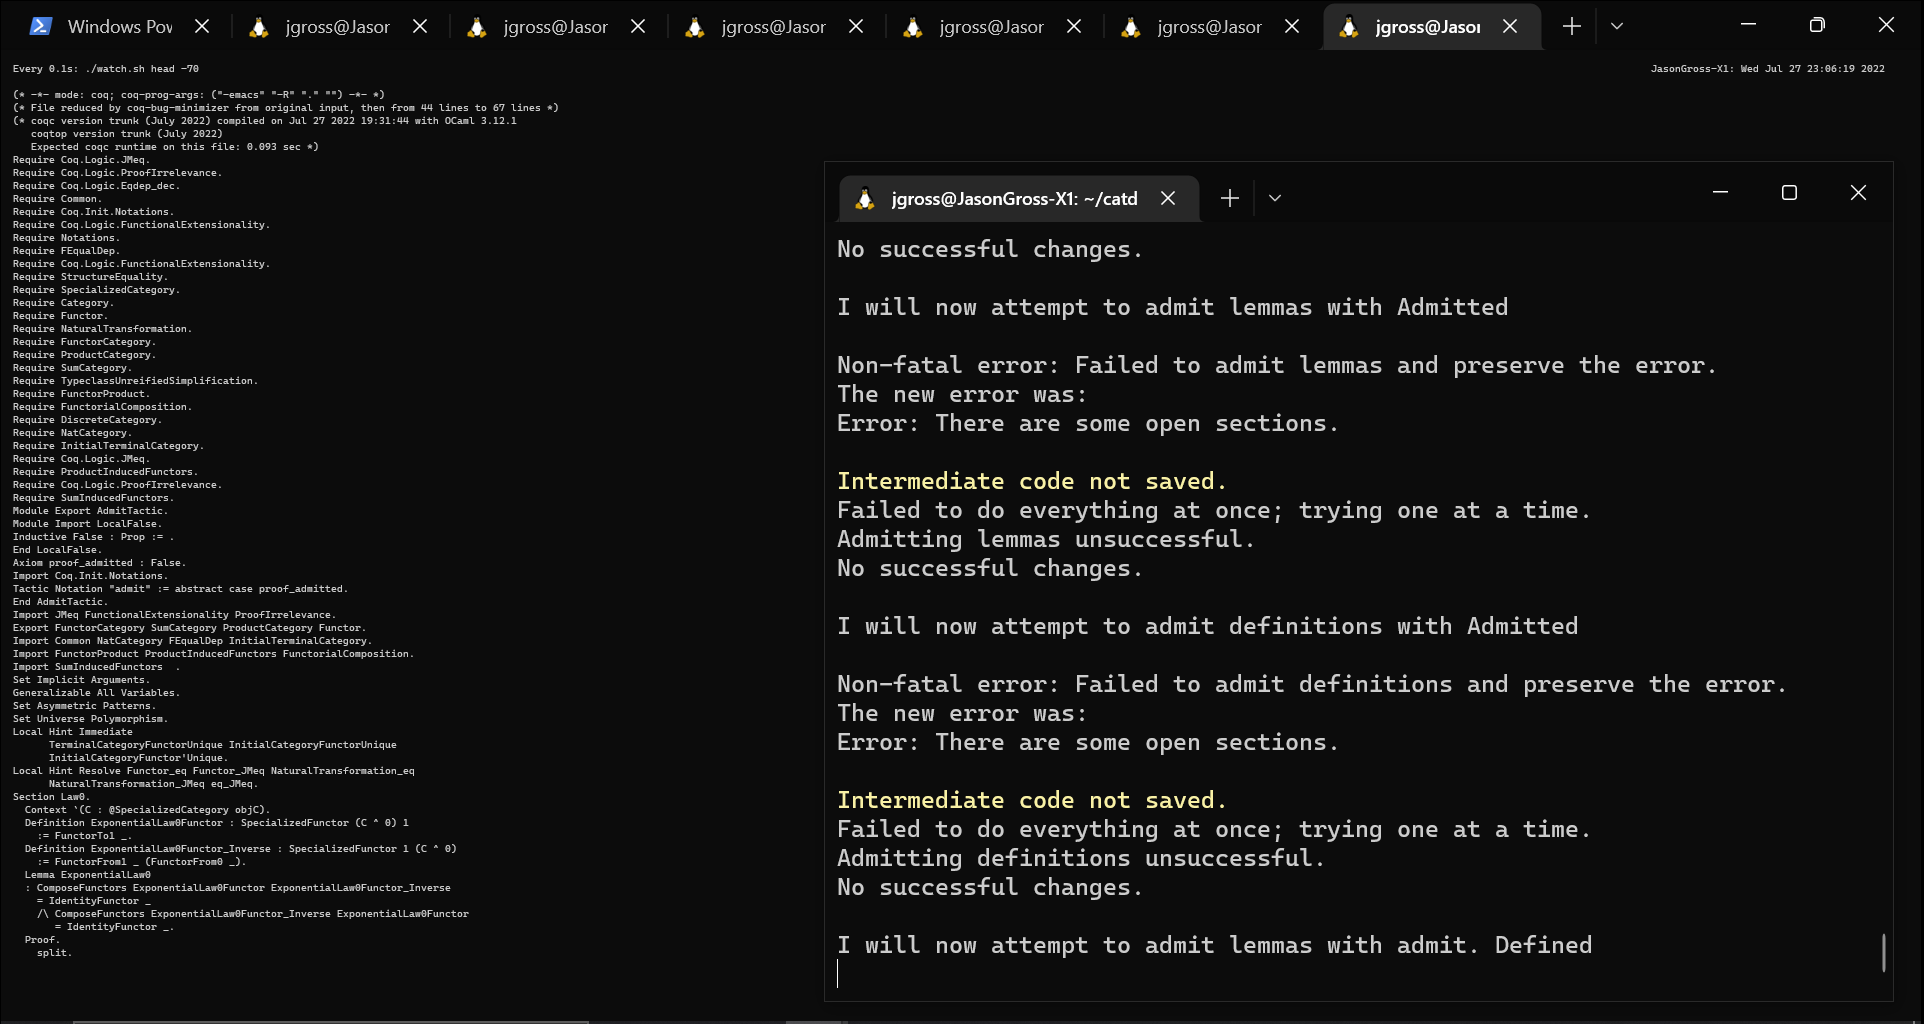 Windows Pov
jgross@Jasor
jgross@Jasor
jgross@Jasor
jgross@Jasor
jgross@Jasor
jgross@Jasor
Every 0.1s: ./watch.sh head -70
JasonGross-X1: Wed Jul 27 23:06:19 2022
(* -*- mode: coq; coq-prog-args: ("-emacs" "-R" "." "") -*- *)
(* File reduced by coq-bug-minimizer from original input, then from 44 lines to 67 lines *)
(* coqc version trunk (July 2022) compiled on Jul 27 2022 19:31:44 with OCaml 3.12.1
   coqtop version trunk (July 2022)
   Expected coqc runtime on this file: 0.093 sec *)
Require Coq.Logic.JMeq.
Require Coq.Logic.ProofIrrelevance.
Require Coq.Logic.Eqdep_dec.
Require Common.
Require Coq.Init.Notations.
Require Coq.Logic.FunctionalExtensionality.
Require Notations.
Require FEqualDep.
Require Coq.Logic.FunctionalExtensionality.
Require StructureEquality.
Require SpecializedCategory.
Require Category.
Require Functor.
Require NaturalTransformation.
Require FunctorCategory.
Require ProductCategory.
Require SumCategory.
Require TypeclassUnreifiedSimplification.
Require FunctorProduct.
Require FunctorialComposition.
Require DiscreteCategory.
Require NatCategory.
Require InitialTerminalCategory.
Require Coq.Logic.JMeq.
Require ProductInducedFunctors.
Require Coq.Logic.ProofIrrelevance.
Require SumInducedFunctors.
Module Export AdmitTactic.
Module Import LocalFalse.
Inductive False : Prop := .
End LocalFalse.
Axiom proof_admitted : False.
Import Coq.Init.Notations.
Tactic Notation "admit" := abstract case proof_admitted.
End AdmitTactic.
Import JMeq FunctionalExtensionality ProofIrrelevance.
Export FunctorCategory SumCategory ProductCategory Functor.
Import Common NatCategory FEqualDep InitialTerminalCategory.
Import FunctorProduct ProductInducedFunctors FunctorialComposition.
Import SumInducedFunctors  .
Set Implicit Arguments.
Generalizable All Variables.
Set Asymmetric Patterns.
Set Universe Polymorphism.
Local Hint Immediate
      TerminalCategoryFunctorUnique InitialCategoryFunctorUnique
      InitialCategoryFunctor'Unique.
Local Hint Resolve Functor_eq Functor_JMeq NaturalTransformation_eq
      NaturalTransformation_JMeq eq_JMeq.
Section Law0.
  Context `(C : @SpecializedCategory objC).
  Definition ExponentialLaw0Functor : SpecializedFunctor (C ^ 0) 1
    := FunctorTo1 _.
  Definition ExponentialLaw0Functor_Inverse : SpecializedFunctor 1 (C ^ 0)
    := FunctorFrom1 _ (FunctorFrom0 _).
  Lemma ExponentialLaw0
  : ComposeFunctors ExponentialLaw0Functor ExponentialLaw0Functor_Inverse
    = IdentityFunctor _
    /\ ComposeFunctors ExponentialLaw0Functor_Inverse ExponentialLaw0Functor
       = IdentityFunctor _.
  Proof.
    split.
jgross@JasonGross-X1: ~/catd
No successful changes.
I will now attempt to admit lemmas with Admitted
Non-fatal error: Failed to admit lemmas and preserve the error.
The new error was:
Error: There are some open sections.
Intermediate code not saved.
Failed to do everything at once; trying one at a time.
Admitting lemmas unsuccessful.
No successful changes.
I will now attempt to admit definitions with Admitted
Non-fatal error: Failed to admit definitions and preserve the error.
The new error was:
Error: There are some open sections.
Intermediate code not saved.
Failed to do everything at once; trying one at a time.
Admitting definitions unsuccessful.
No successful changes.
I will now attempt to admit lemmas with admit. Defined